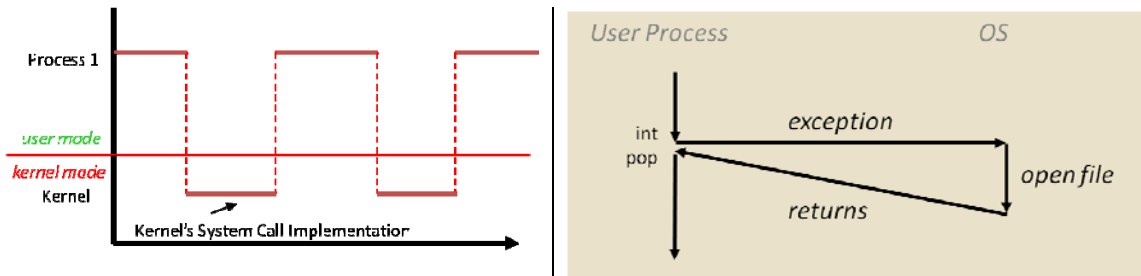 Process 1
user mode
kernel mode
Kernel
Kernel's System Call Implementation
User Process
OS
exception
int
pop
open file
returns